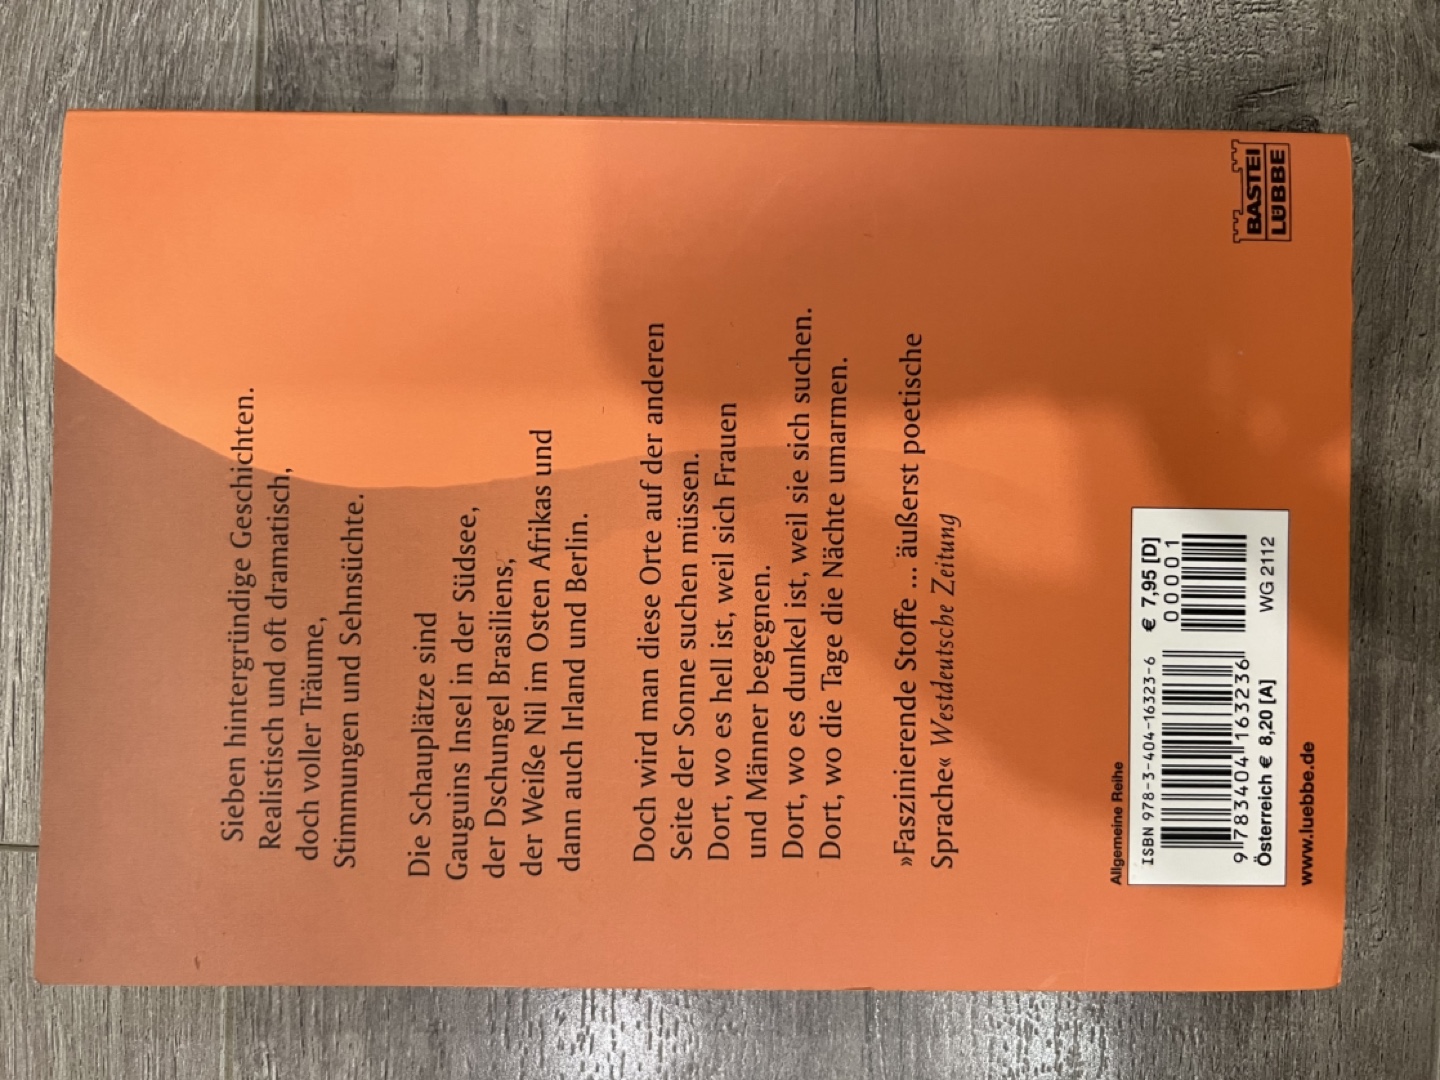 Sieben hintergründige Geschichten.
Realistisch und oft dramatisch,
doch voller Träume,
Stimmungen und Sehnsüchte.
Die Schauplätze sind
Gauguins Insel in der Südsee,
der Dschungel Brasiliens,
der Weiße Nil im Osten Afrikas und
dann auch Irland und Berlin.
Doch wird man diese Orte auf der anderen
Seite der Sonne suchen müssen.
Dort, wo es hell ist, weil sich Frauen
und Männer begegnen.
Dort, wo es dunkel ist, weil sie sich suchen.
Dort, wo die Tage die Nächte umarmen.
»Faszinierende Stoffe ... äußerst poetische
Sprache« Westdeutsche Zeitung
Allgemeine Reihe
ISBN 978-3-404-16323-6 € 7,95 [D]
00001
9 783404 163236
Österreich € 8,20 [A] WG 2112
www.luebbe.de
BASTEI
LÜBBE